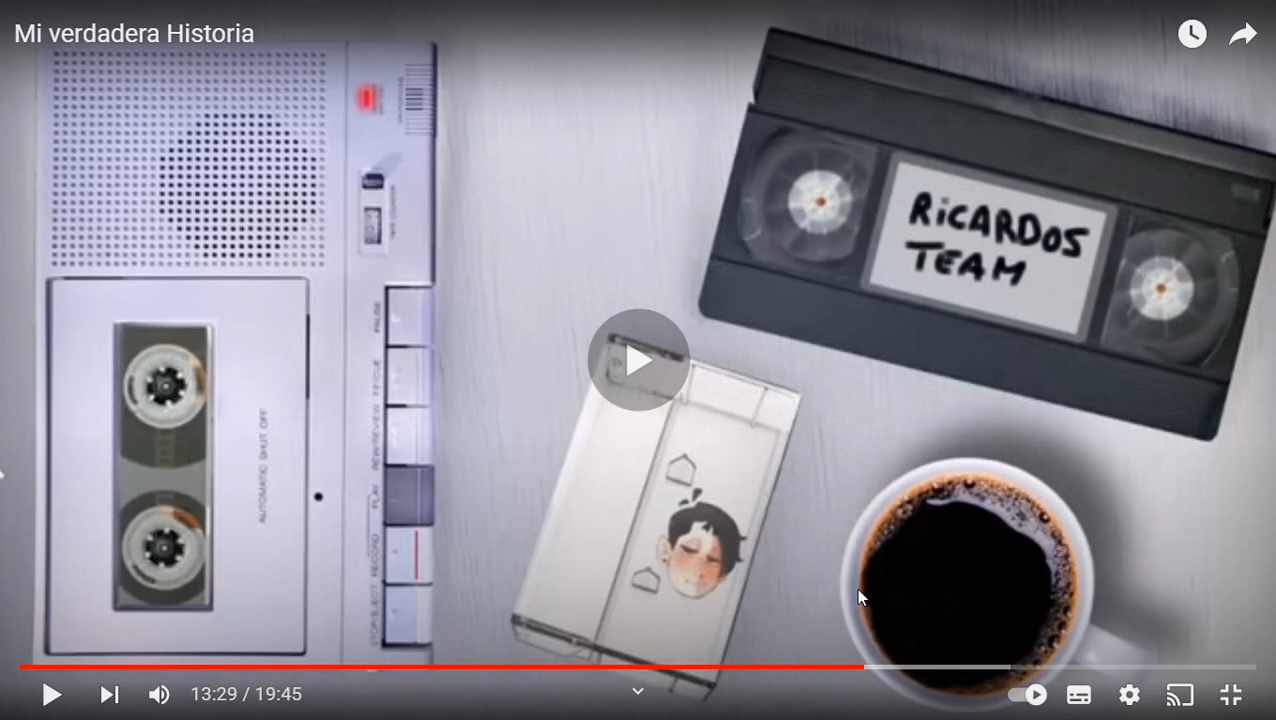 Mi verdadera Historia
RiCARDOS
TEAM
PAUSE
FF/CUE
REW/REVIEW
PLAY
RECORD
STOP/EJECT
AUTOMATIC SHUT OFF
13:29 / 19:45